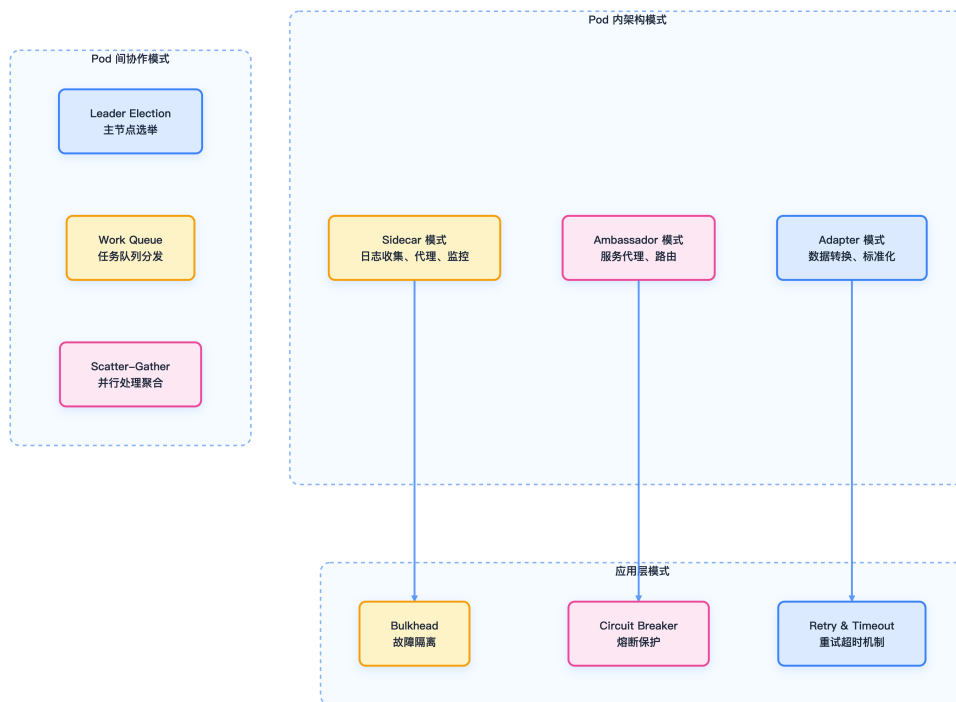 Pod 间协作模式
Leader Election
主节点选举
Work Queue
任务队列分发
Scatter-Gather
并行处理聚合
Pod 内架构模式
Sidecar 模式
日志收集、代理、监控
Ambassador 模式
服务代理、路由
Adapter 模式
数据转换、标准化
应用层模式
Bulkhead
故障隔离
Circuit Breaker
熔断保护
Retry & Timeout
重试超时机制